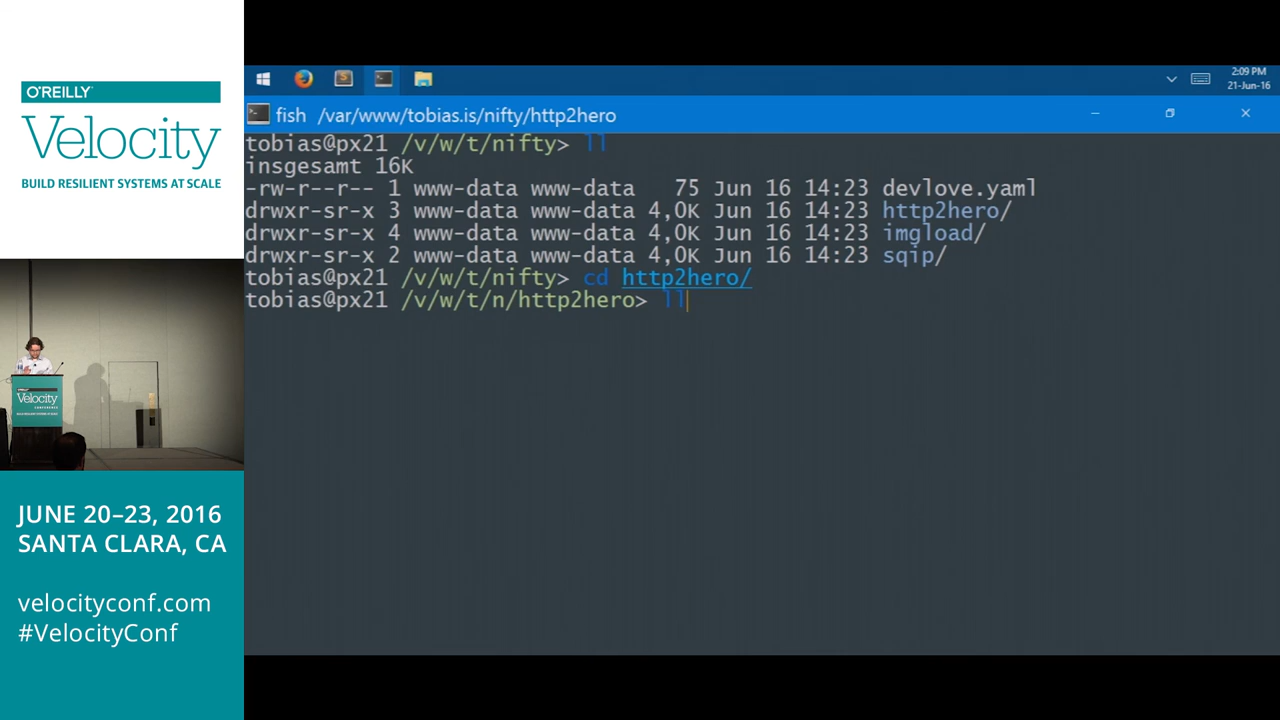 O'REILLY
Velocity
BUILD RESILIENT SYSTEMS AT SCALE
Velocity
JUNE 20–23, 2016
SANTA CLARA, CA
velocityconf.com
#VelocityConf
2:09 PM
21-Jun-16
fish /var/www/tobias.is/nifty/http2hero
tobias@px21 /v/w/t/nifty> ll
insgesamt 16K
-rw-r--r-- 1 www-data www-data 75 Jun 16 14:23 devlove.yaml
drwxr-sr-x 3 www-data www-data 4,0K Jun 16 14:23 http2hero/
drwxr-sr-x 4 www-data www-data 4,0K Jun 16 14:23 imgload/
drwxr-sr-x 2 www-data www-data 4,0K Jun 16 14:23 sqip/
tobias@px21 /v/w/t/nifty> cd http2hero/
tobias@px21 /v/w/t/n/http2hero> ll